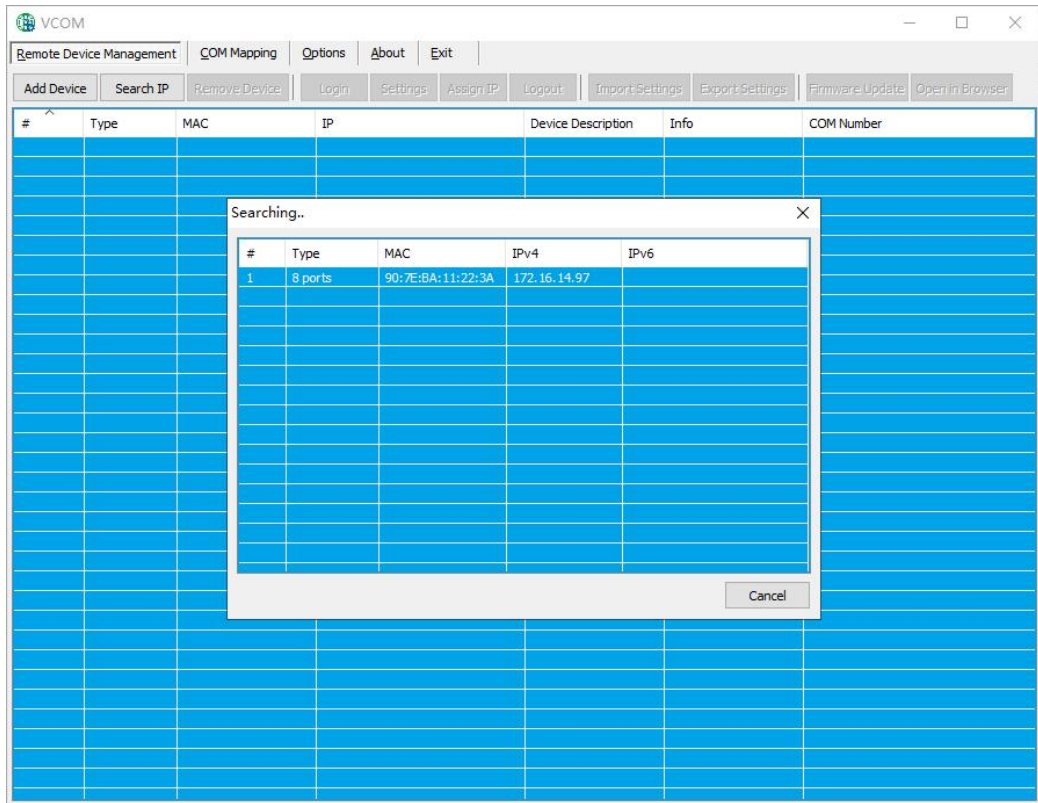 VCOM
Remote Device Management COM Mapping Options About Exit
Add Device Search IP Remove Device Login Settings Assign IP Logout Import Settings Export Settings Firmware Update Open in Browser
# Type MAC IP Device Description Info COM Number
Searching..
# Type MAC IPv4 IPv6
1 8 ports 90:7E:BA:11:22:3A 172.16.14.97
Cancel